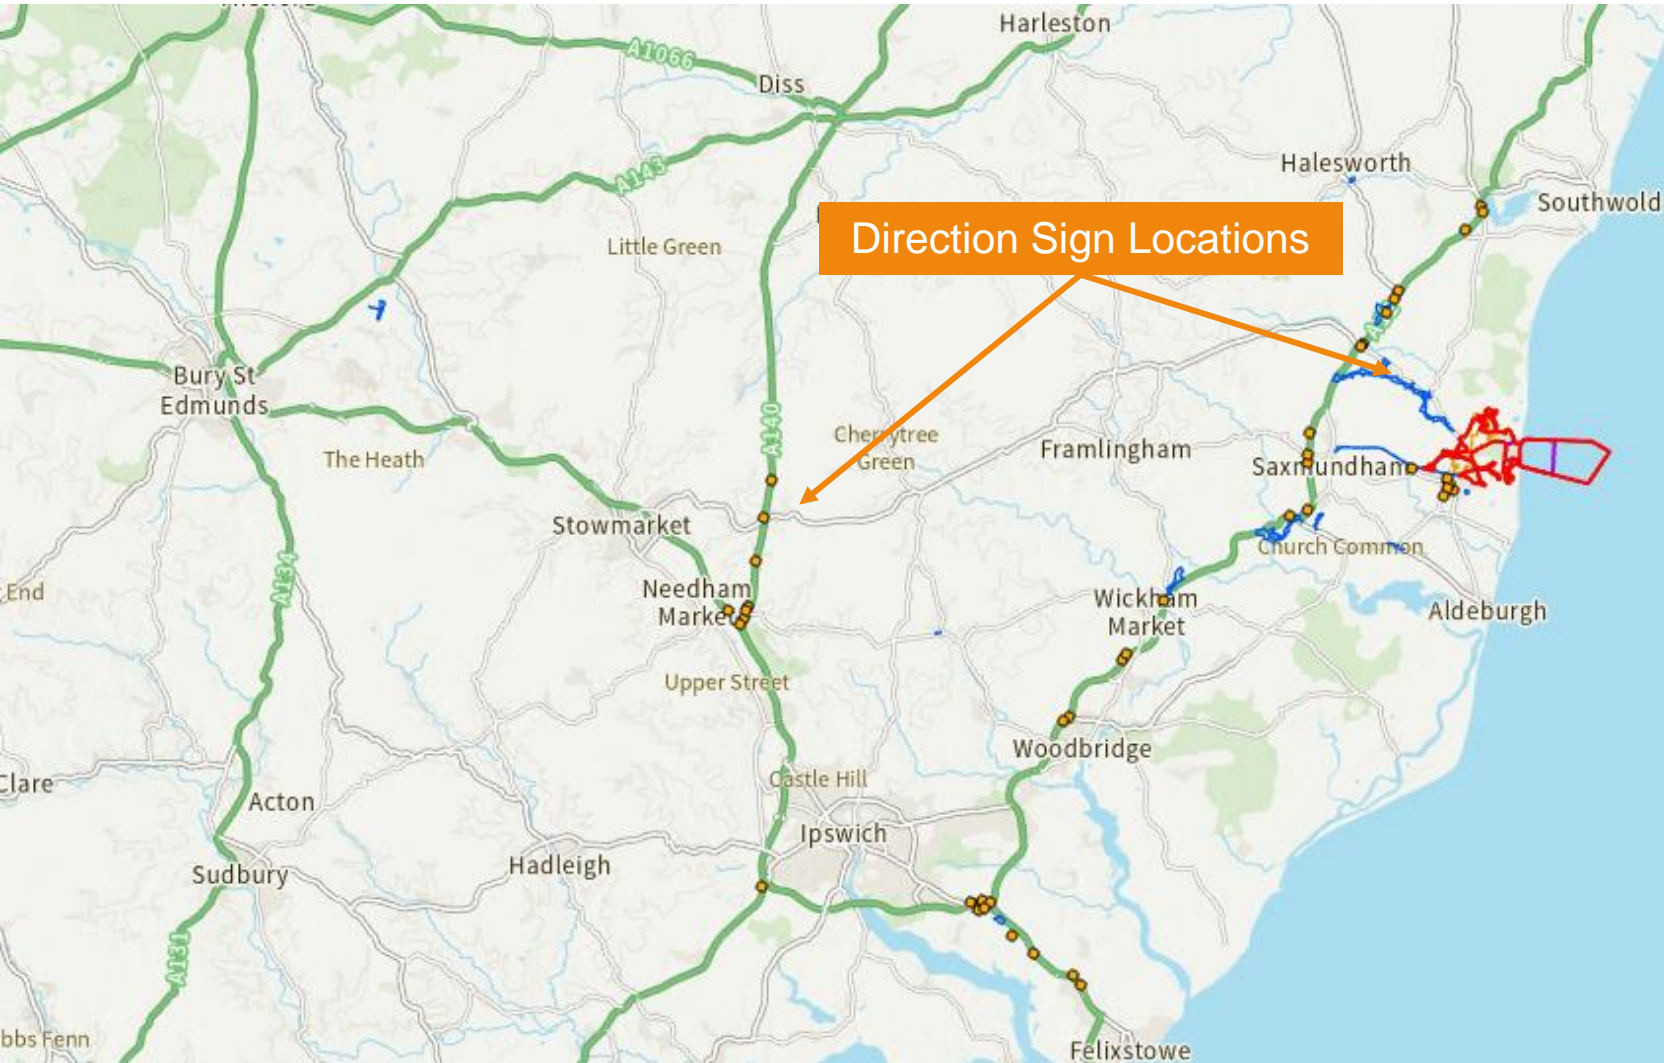 Harleston
A1066
Diss
Halesworth
A143
Southwold
Direction Sign Locations
Little Green
Bury St
Edmunds
A140
Cherrytree
Green
Framlingham
The Heath
Saxmundham
Stowmarket
Church Common
A134
End
Needham
Market
Wickham
Market
Aldeburgh
Upper Street
Woodbridge
Clare
Castle Hill
Acton
Ipswich
Hadleigh
Sudbury
A131
bbs Fenn
Felixstowe